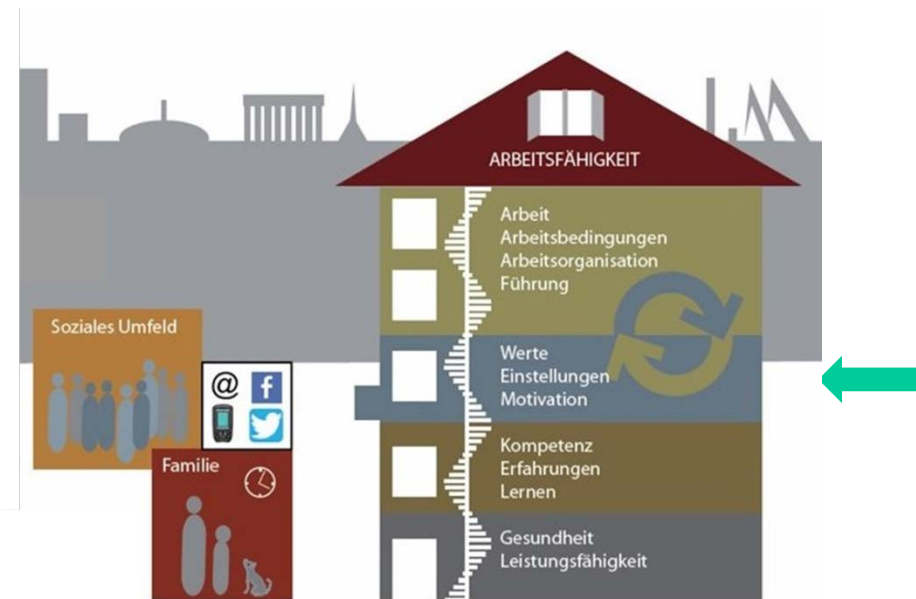 ARBEITSFÄHIGKEIT
Arbeit
Arbeitsbedingungen
Arbeitsorganisation
Führung
Werte
Einstellungen
Motivation
Kompetenz
Erfahrungen
Lernen
Gesundheit
Leistungsfähigkeit
Soziales Umfeld
@ f
Familie